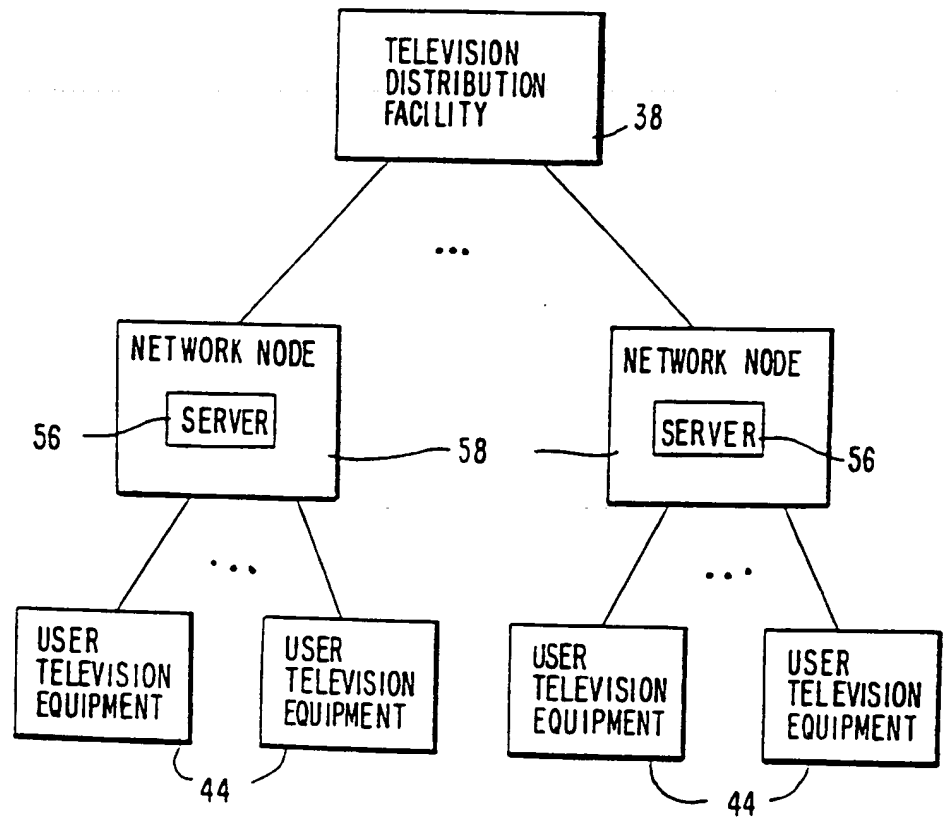 TELEVISION
DISTRIBUTION
FACILITY
38
NETWORK NODE
SERVER
56
58
NETWORK NODE
SERVER
56
USER
TELEVISION
EQUIPMENT
USER
TELEVISION
EQUIPMENT
44
USER
TELEVISION
EQUIPMENT
USER
TELEVISION
EQUIPMENT
44